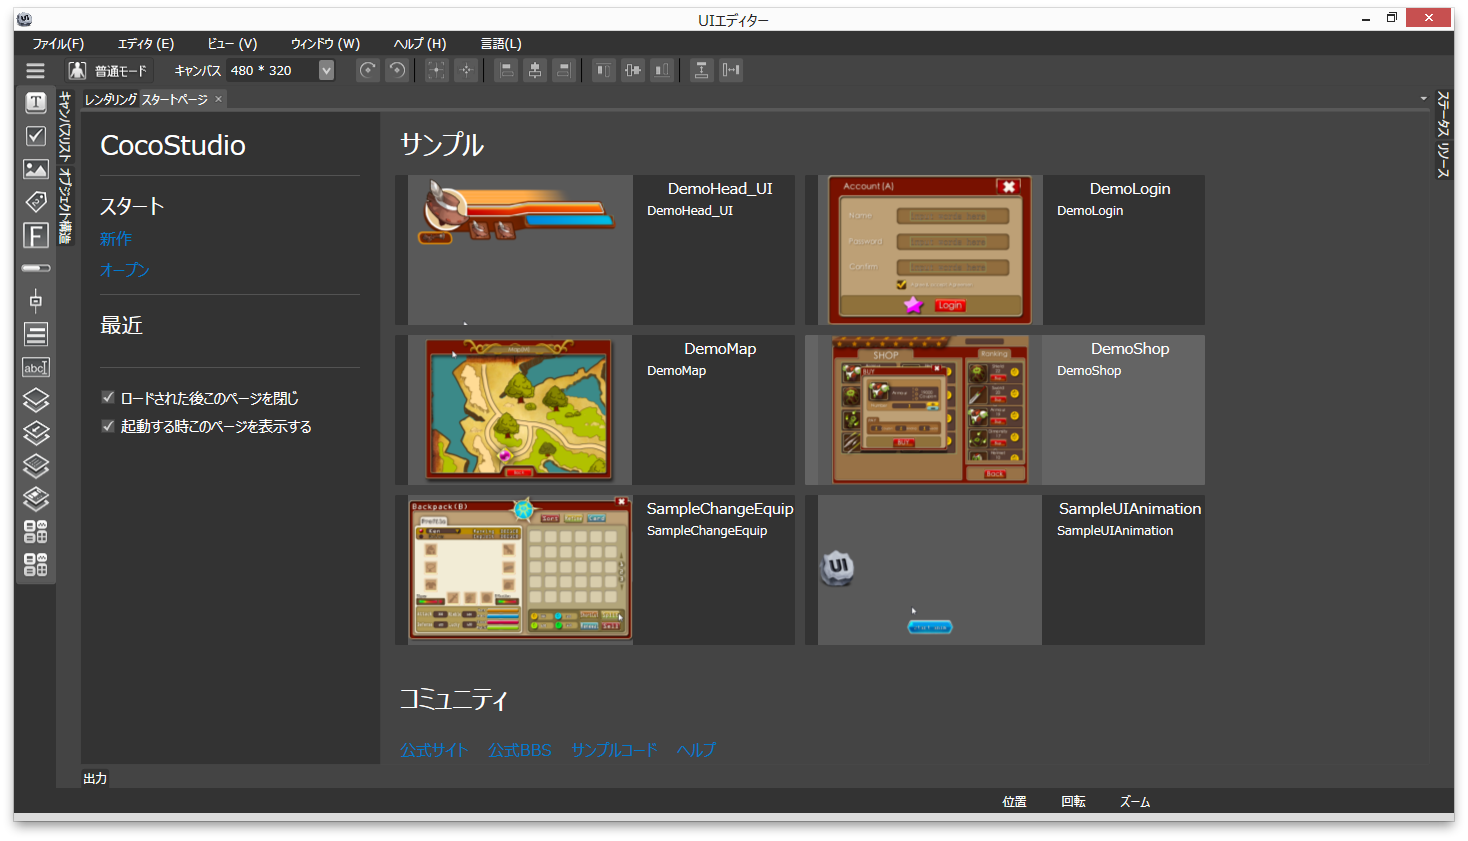 UIエディター
ファイル(F) エディタ (E) ビュー (V) ウィンドウ (W) ヘルプ (H) 言語(L)
普通モード キャンバス 480 * 320
レンダリング スタートページ ×
キャンバスリスト
オブジェクト構造
ステータス
リソース
CocoStudio
スタート
新作
オープン
最近
ロードされた後このページを閉じ
起動する時このページを表示する
サンプル
DemoHead_UI
DemoHead_UI
Account(A)
Name
Password
Confirm
Login
DemoLogin
DemoLogin
DemoMap
DemoMap
SHOP
Ranking
BUY
BUY
Back
DemoShop
DemoShop
Backpack(B)
SampleChangeEquip
SampleChangeEquip
UI
SampleUIAnimation
SampleUIAnimation
コミュニティ
公式サイト 公式BBS サンプルコード ヘルプ
出力
位置 回転 ズーム
T
F
abc